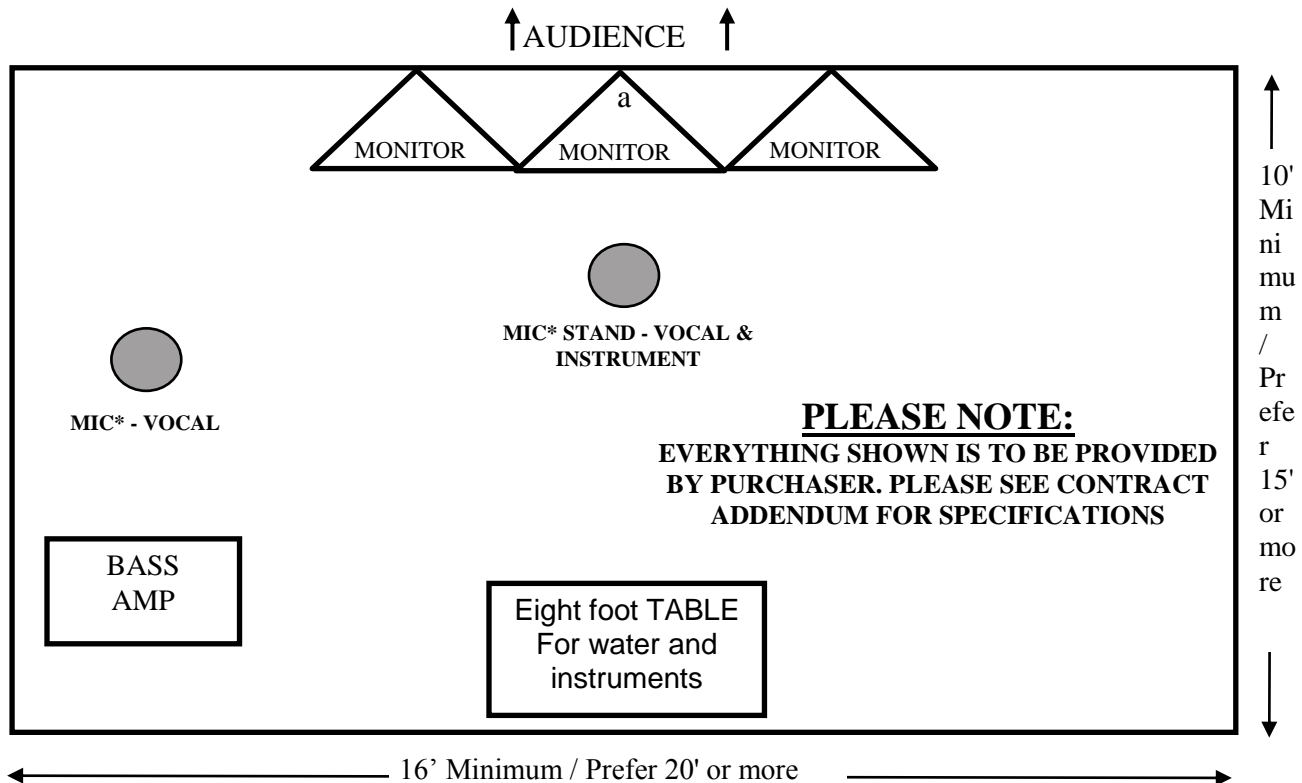 AUDIENCE
a
MONITOR
MONITOR
MONITOR
MIC* STAND - VOCAL &
INSTRUMENT
MIC* - VOCAL
PLEASE NOTE:
EVERYTHING SHOWN IS TO BE PROVIDED
BY PURCHASER. PLEASE SEE CONTRACT
ADDENDUM FOR SPECIFICATIONS
BASS
AMP
Eight foot TABLE
For water and
instruments
10'
Mi
ni
mu
m
/
Pr
efe
r
15'
or
mo
re
16’ Minimum / Prefer 20' or more